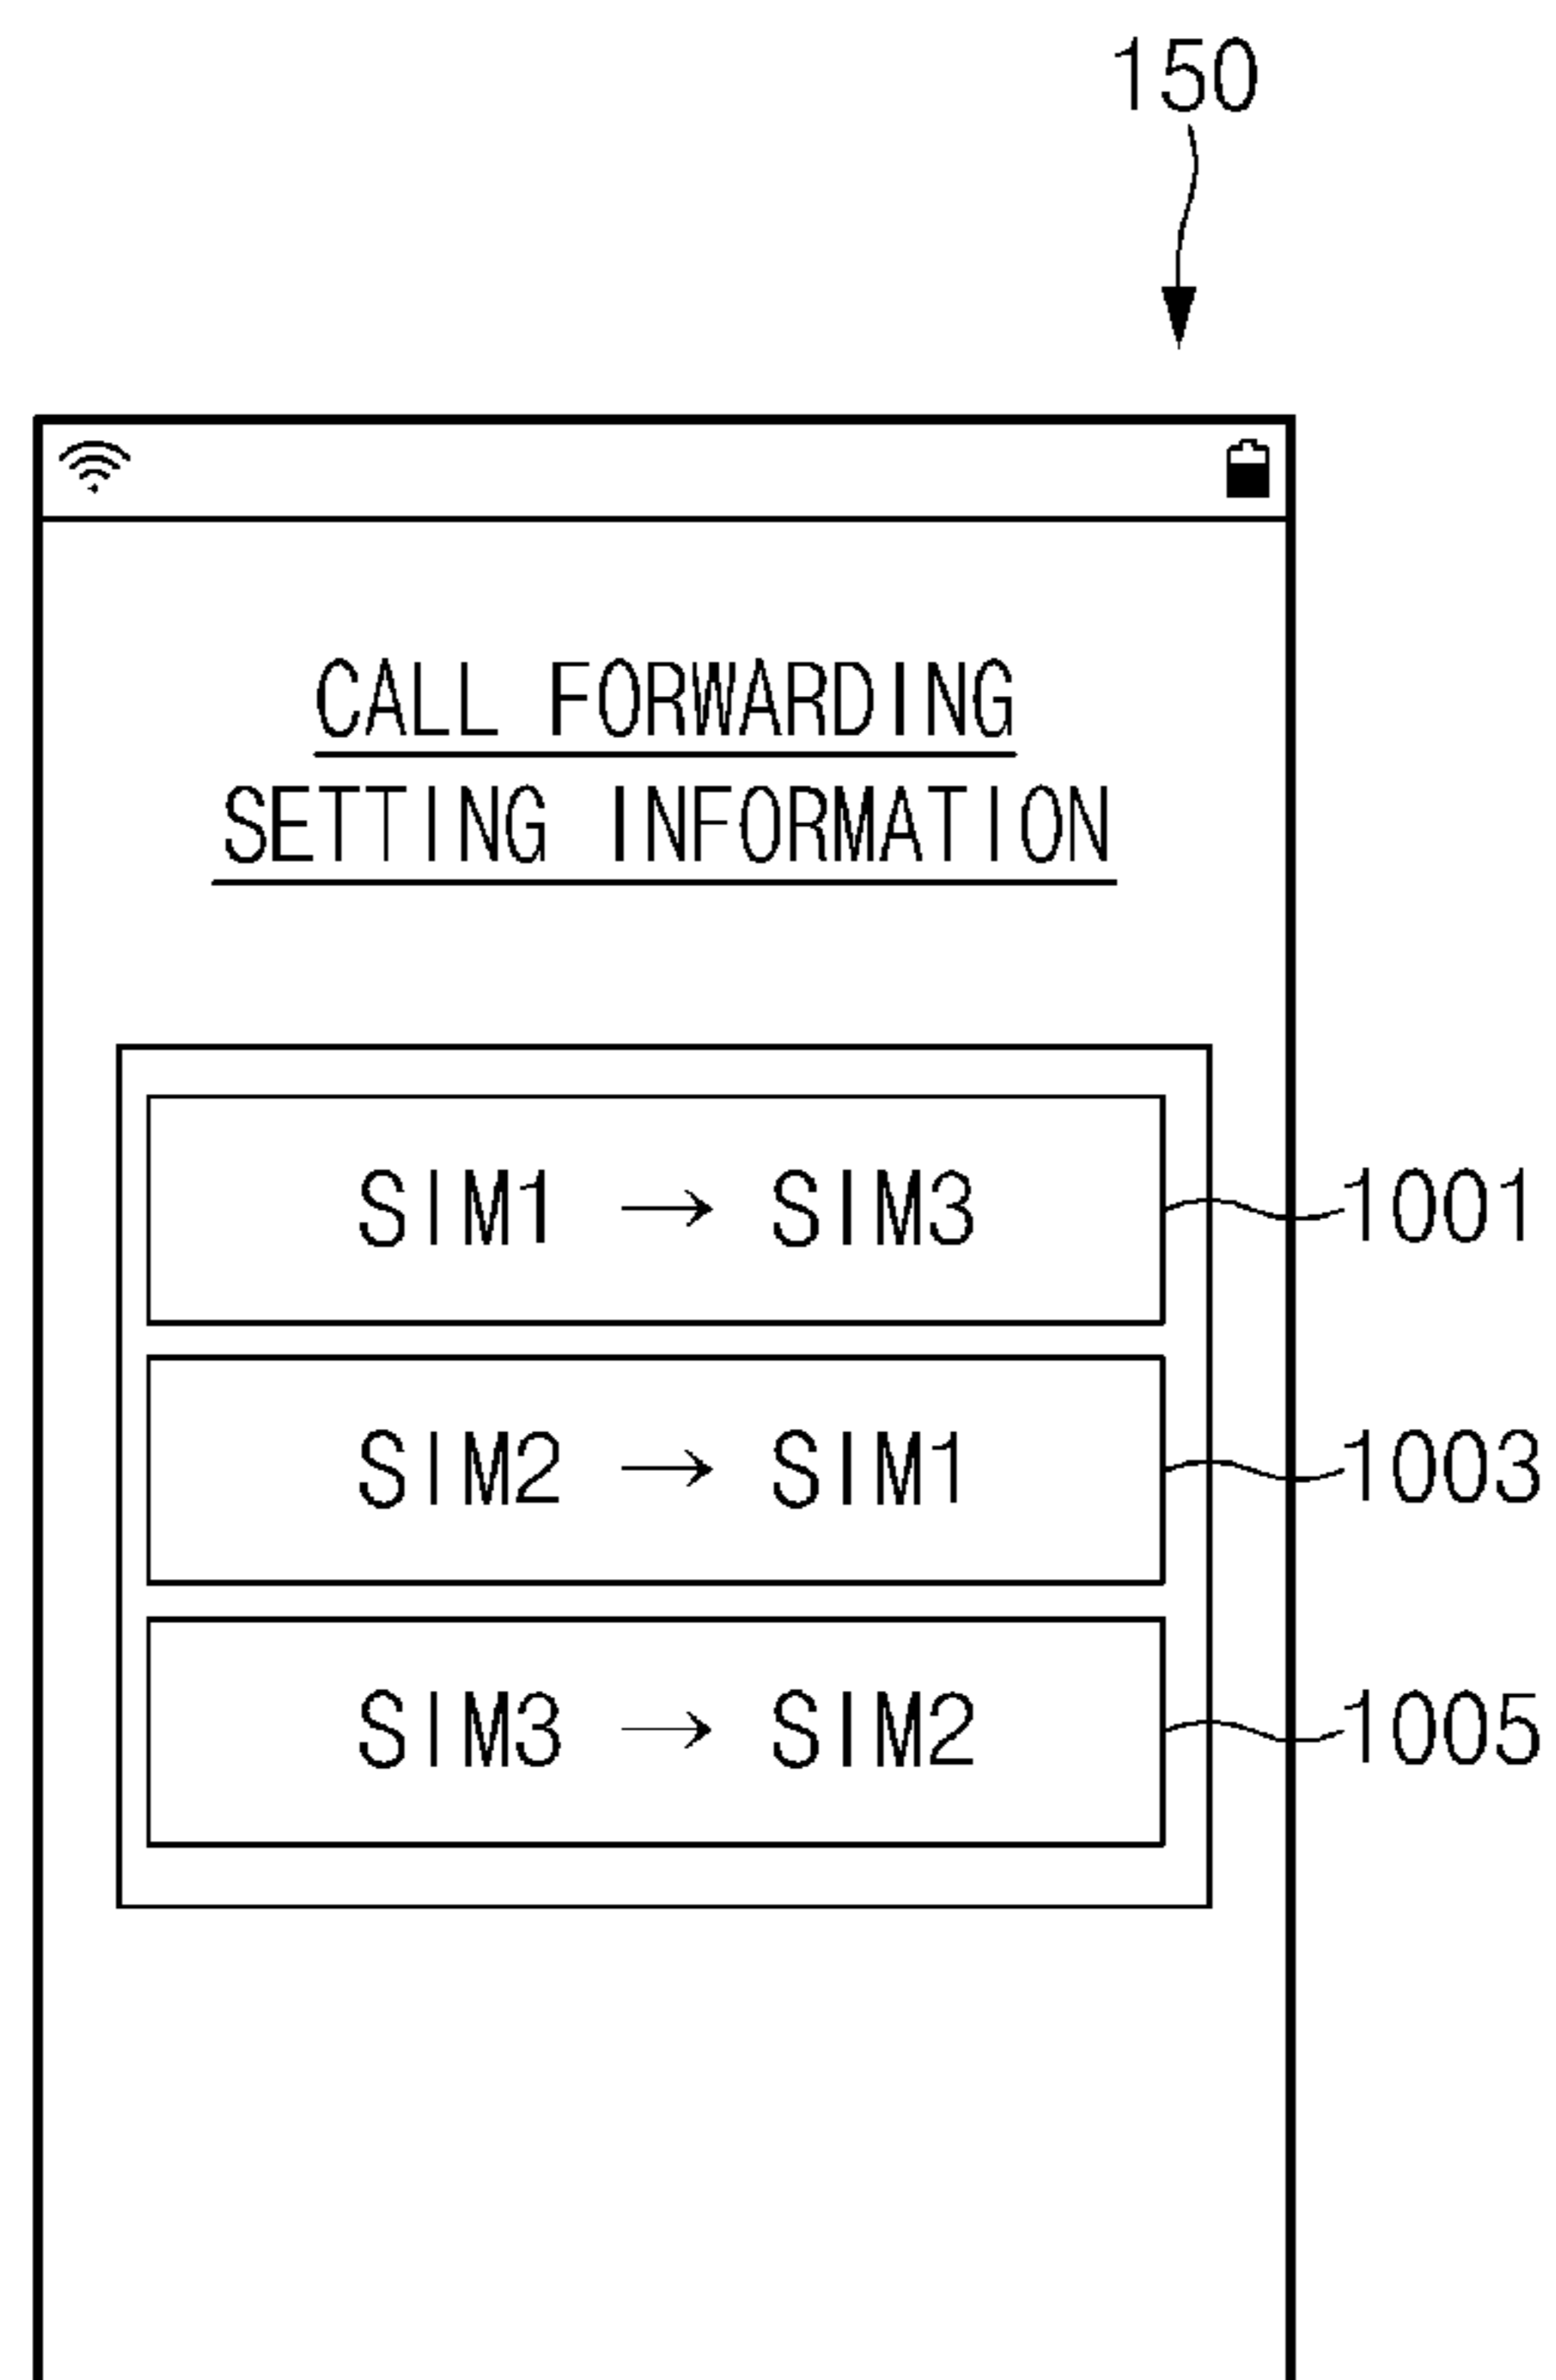 150
CALL FORWARDING
SETTING INFORMATION
SIM1 → SIM3 1001
SIM2 → SIM1 1003
SIM3 → SIM2 1005